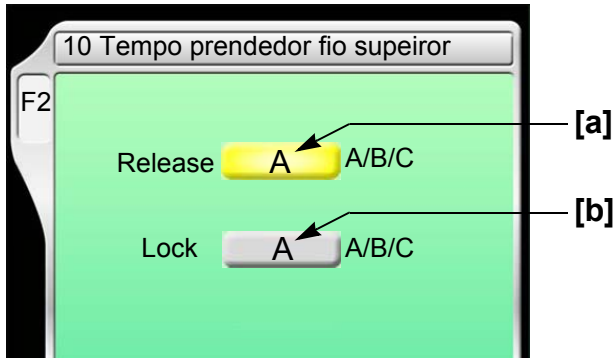 10 Tempo prendedor fio supeiror
F2
[a]
Release A A/B/C
[b]
Lock A A/B/C